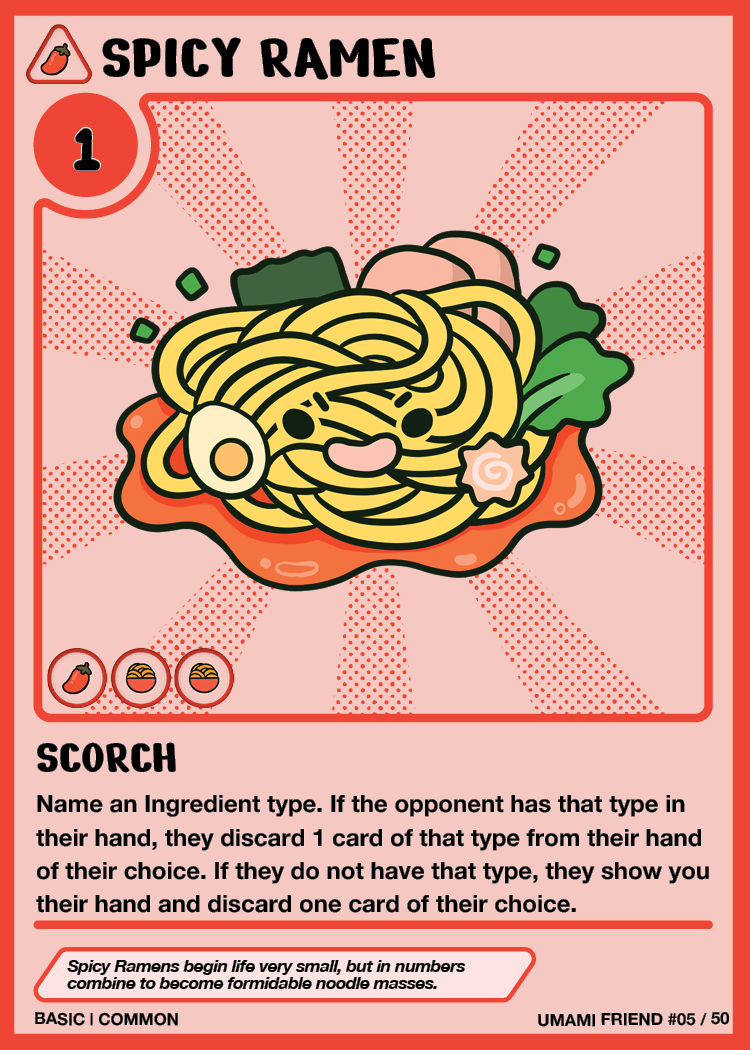 SPICY RAMEN
1
SCORCH
Name an Ingredient type. If the opponent has that type in
their hand, they discard 1 card of that type from their hand
of their choice. If they do not have that type, they show you
their hand and discard one card of their choice.
Spicy Ramens begin life very small, but in numbers
combine to become formidable noodle masses.
BASIC | COMMON
UMAMI FRIEND #05 / 50